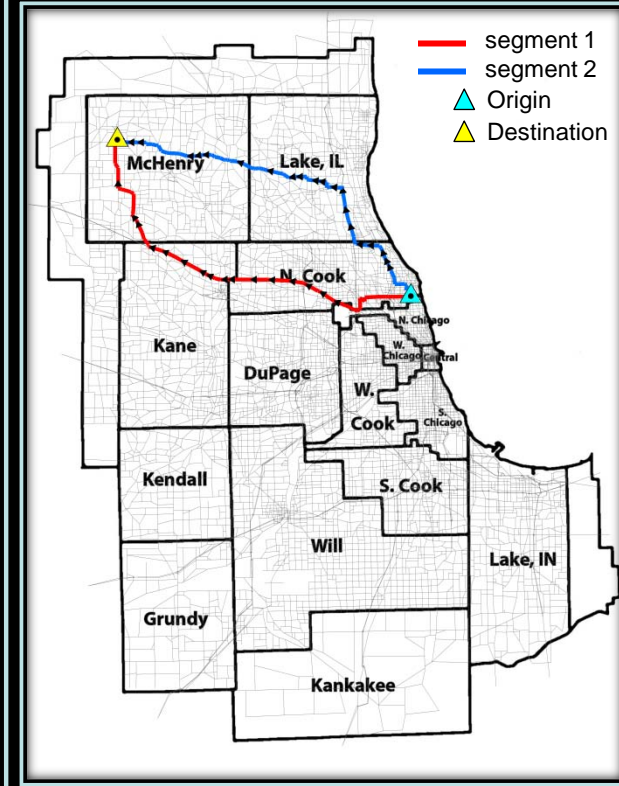 segment 1
segment 2
Origin
Destination
McHenry
Lake, IL
N. Cook
N. Chicago
Kane
W.
Chicago
Central
DuPage
W.
Cook
S.
Chicago
Kendall
S. Cook
Will
Lake, IN
Grundy
Kankakee